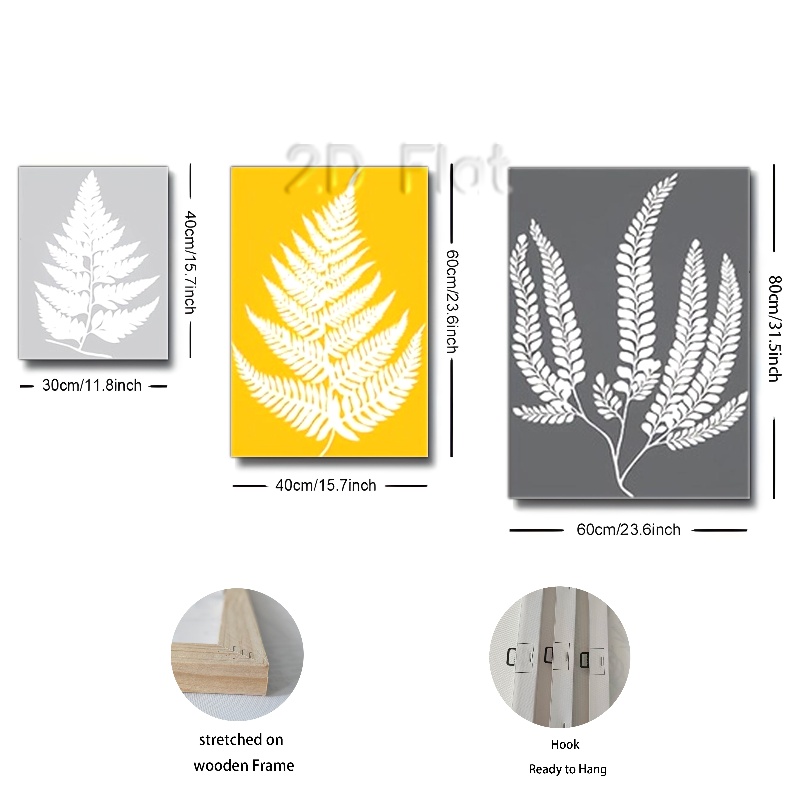 2D Flat
40cm/15.7inch
30cm/11.8inch
60cm/23.6inch
40cm/15.7inch
80cm/31.5inch
60cm/23.6inch
stretched on
wooden Frame
Hook
Ready to Hang